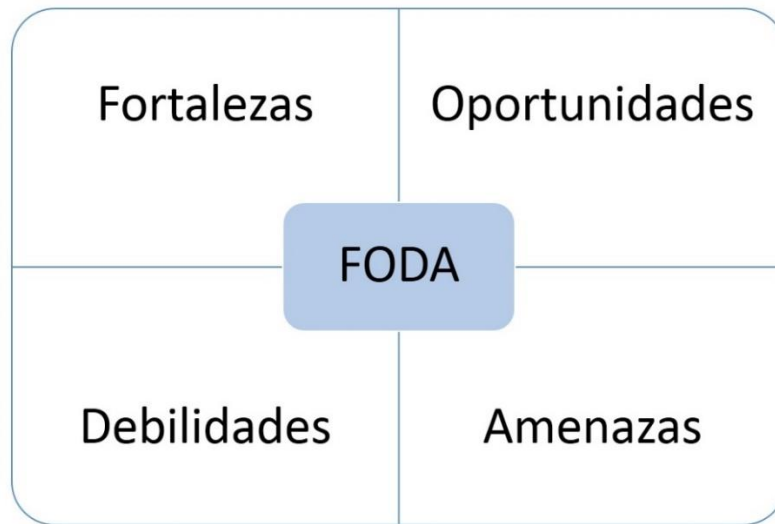 Fortalezas
Oportunidades
FODA
Debilidades
Amenazas